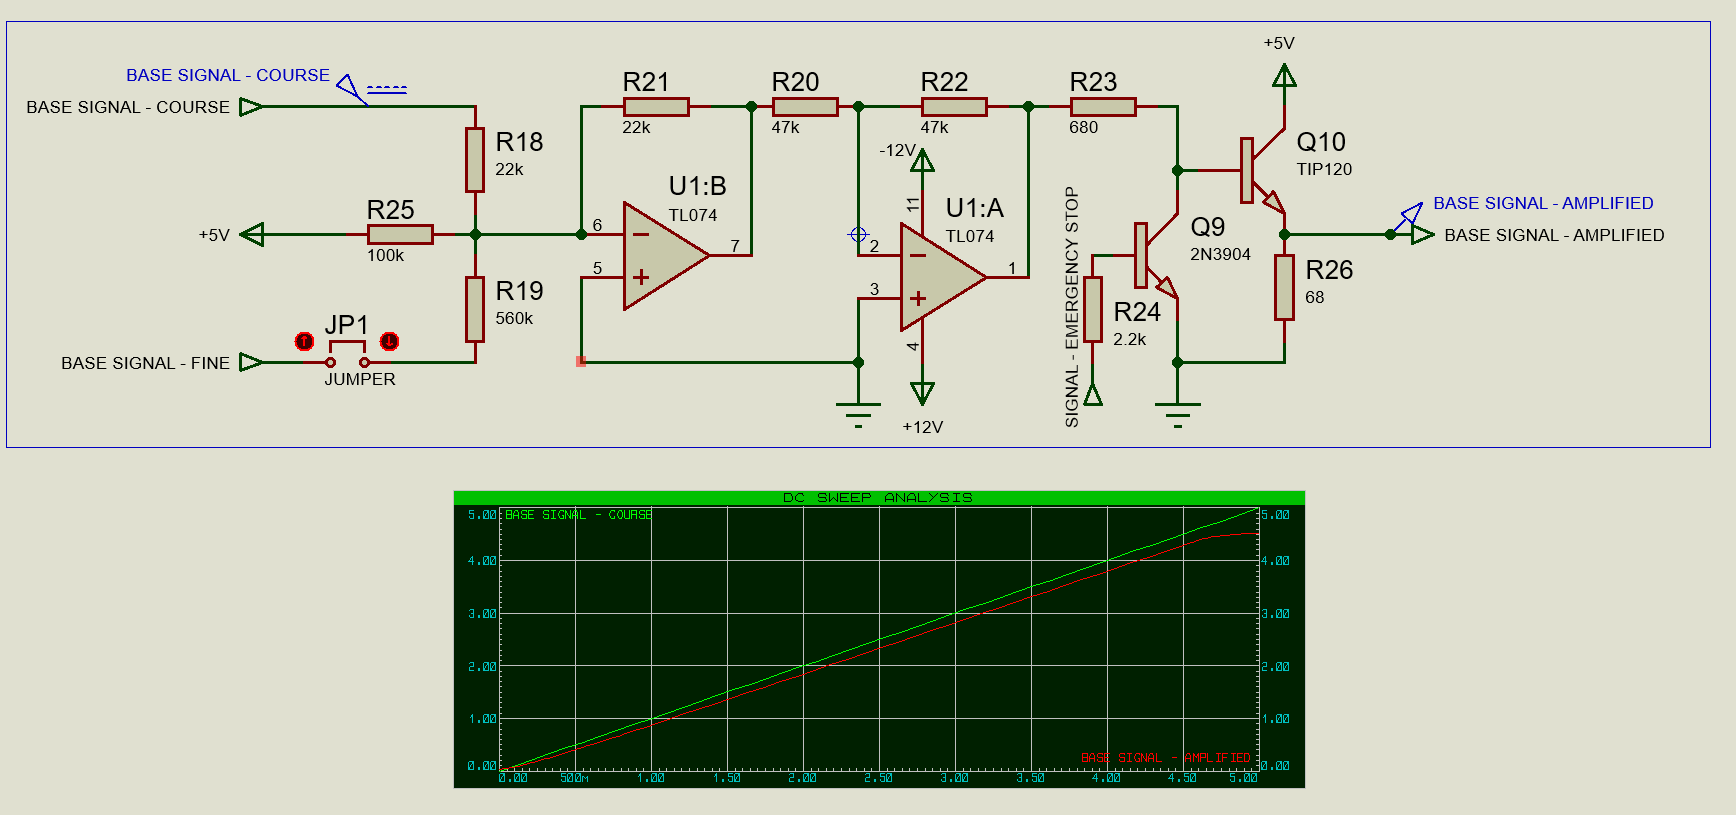 +5V
BASE SIGNAL - COURSE
BASE SIGNAL - COURSE
R21
22k
R20
47k
R22
47k
R23
680
R18
22k
-12V
11
Q10
TIP120
U1:B
TL074
U1:A
TL074
SIGNAL - EMERGENCY STOP
BASE SIGNAL - AMPLIFIED
BASE SIGNAL - AMPLIFIED
+5V
R25
100k
6
5
7
2
3
1
4
Q9
2N3904
R26
68
R19
560k
R24
2.2k
JP1
JUMPER
BASE SIGNAL - FINE
+12V
DC SWEEP ANALYSIS
BASE SIGNAL - COURSE
5.00
4.00
3.00
2.00
1.00
0.00
5.00
4.00
3.00
2.00
1.00
0.00
BASE SIGNAL - AMPLIFIED
0.00 500M 1.00 1.50 2.00 2.50 3.00 3.50 4.00 4.50 5.00